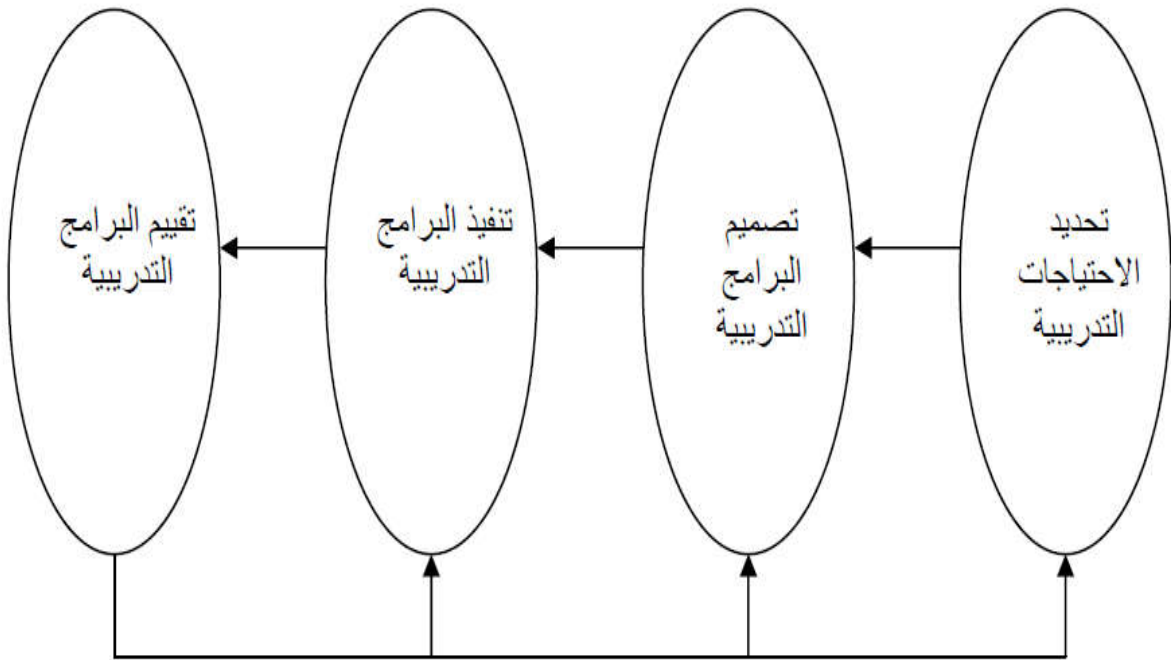 تحديد
الاحتياجات
التدريبية
تصميم
البرامج
التدريبية
تنفيذ البرامج
التدريبية
تقييم البرامج
التدريبية